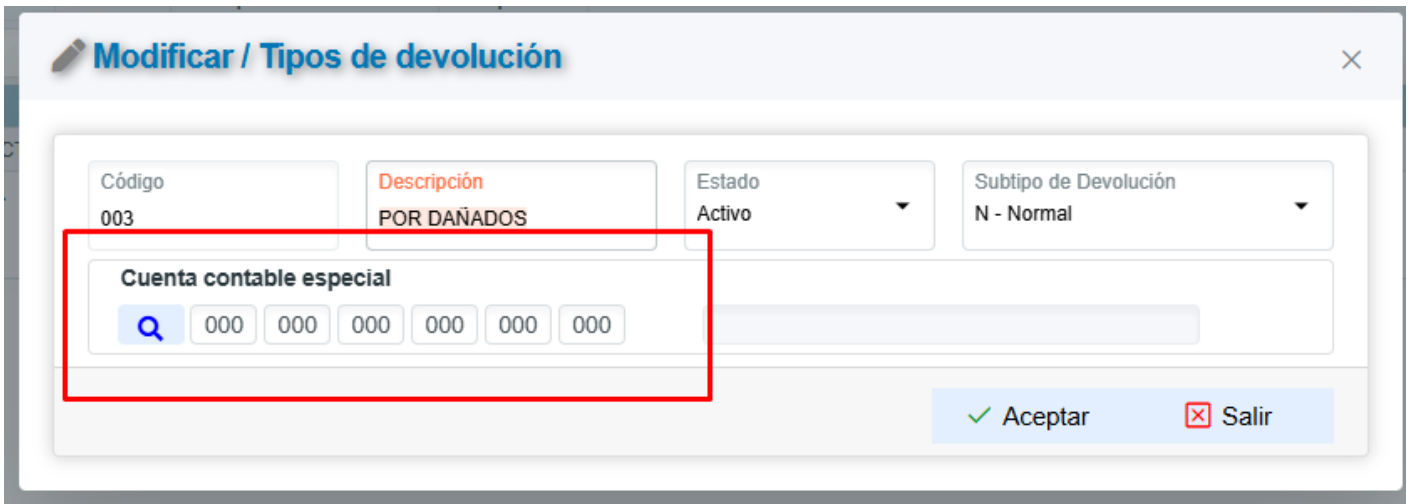 Modificar / Tipos de devolución
Código
003
Descripción
POR DAÑADOS
Estado
Activo
Subtipo de Devolución
N - Normal
Cuenta contable especial
000 000 000 000 000 000
Aceptar
Salir